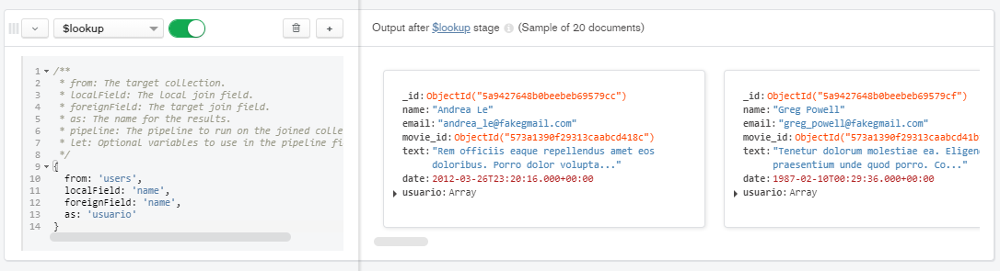 $lookup
Output after $lookup stage (Sample of 20 documents)
1 /**
2 * from: The target collection.
3 * localField: The local join field.
4 * foreignField: The target join field.
5 * as: The name for the results.
6 * pipeline: The pipeline to run on the joined colle
7 * let: Optional variables to use in the pipeline fi
8 */
9 {
10 from: 'users',
11 localField: 'name',
12 foreignField: 'name',
13 as: 'usuario'
14 }
_id: ObjectId("5a9427648b0beebeb69579cc")
name: "Andrea Le"
email: "andrea_le@fakegmail.com"
movie_id: ObjectId("573a1390f29313caabcd418c")
text: "Rem officiis eaque repellendus amet eos
doloribus. Porro dolor volupta..."
date: 2012-03-26T23:20:16.000+00:00
usuario: Array
_id: ObjectId("5a9427648b0beebeb69579cf")
name: "Greg Powell"
email: "greg_powell@fakegmail.com"
movie_id: ObjectId("573a1390f29313caabcd41b
text: "Tenetur dolorum molestiae ea. Eligen
praesentium unde quod porro. Co..."
date: 1987-02-10T00:29:36.000+00:00
usuario: Array